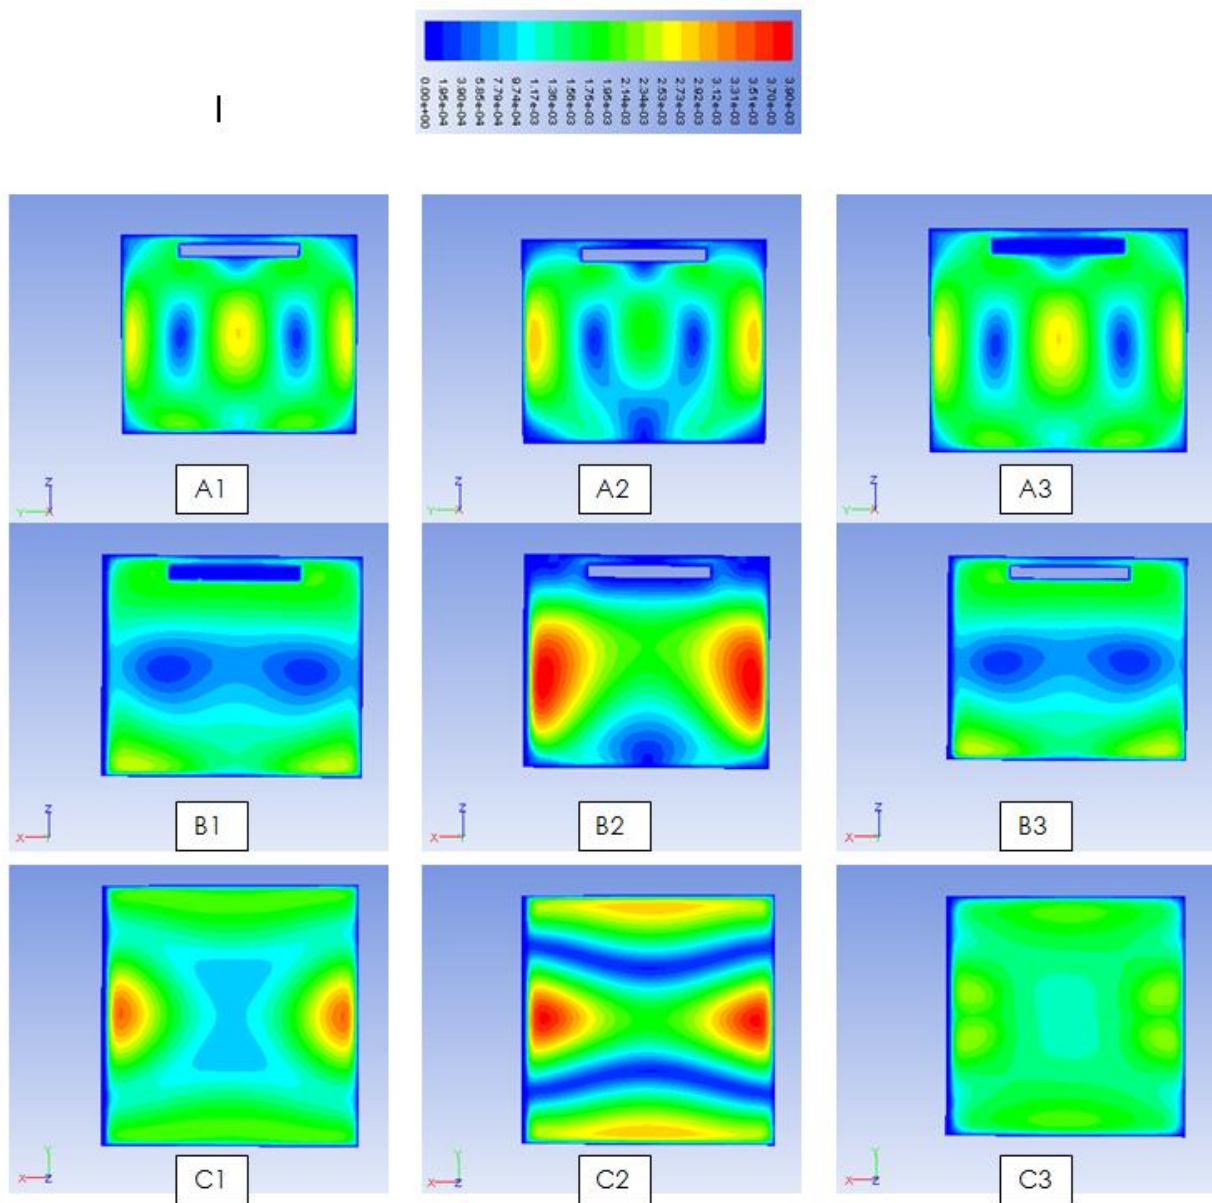 0.00e+00
1.95e-04
3.90e-04
5.85e-04
7.79e-04
9.74e-04
1.17e-03
1.36e-03
1.56e-03
1.75e-03
1.95e-03
2.14e-03
2.34e-03
2.53e-03
2.73e-03
2.92e-03
3.12e-03
3.31e-03
3.51e-03
3.70e-03
3.90e-03
Z
Y X
A1
Z
Y X
A2
Z
Y X
A3
Z
X Y
B1
Z
X Y
B2
Z
X Y
B3
Y
X Z
C1
Y
X Z
C2
Y
X Z
C3